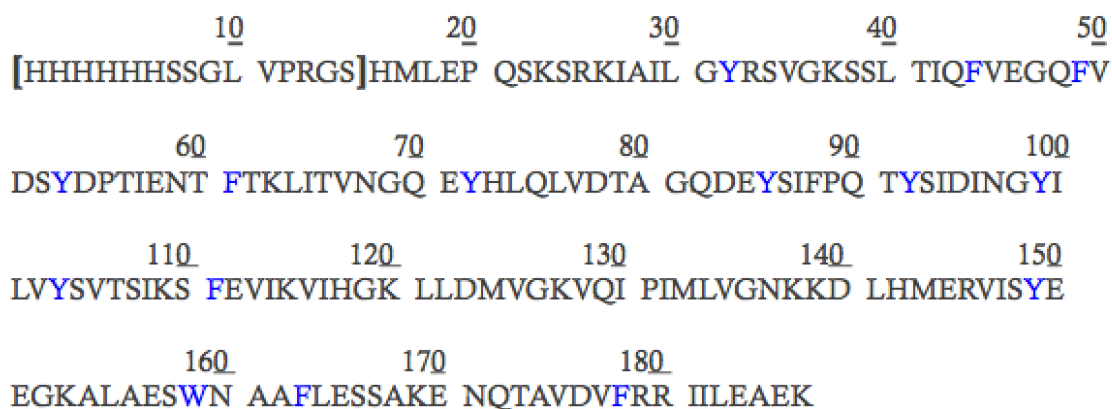 10 20 30 40 50
[HHHHHHSSGL VPRGS]HMLEP QSKSRKIAIL GYRSVGKSSL TIQFVEGQFV
60 70 80 90 100
DSYDPTIENT FTKLITVNGQ EYHLQLVDTA GQDEYSIFPQ TYSIDINGYI
110 120 130 140 150
LVYSVTSIKS FEVIKVIHGK LLDMVGKVQI PIMLVGNKKD LHMERVISYE
160 170 180
EGKALAESWN AAFLESSAKE NQTAVDVFRR IILEAEK